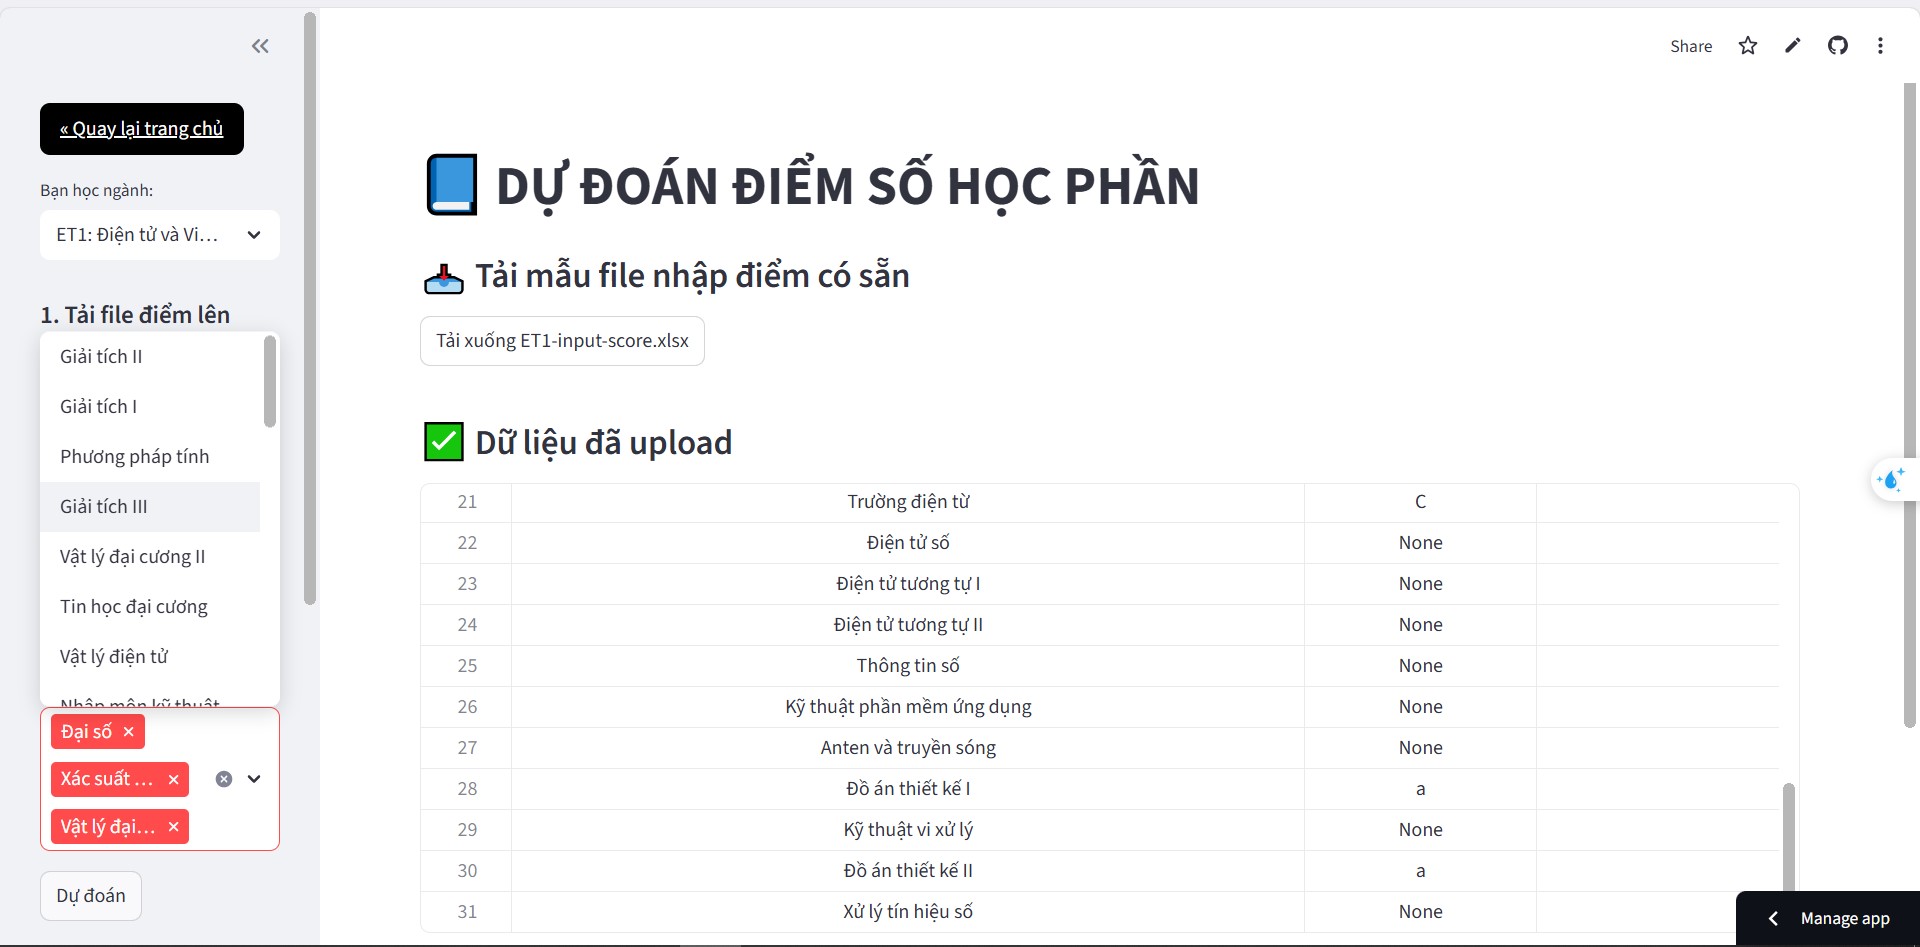 Share
« Quay lại trang chủ
Bạn học ngành:
ET1: Điện tử và Vi...
1. Tải file điểm lên
Giải tích II
Giải tích I
Phương pháp tính
Giải tích III
Vật lý đại cương II
Tin học đại cương
Vật lý điện tử
Nhập môn kỹ thuật
Đại số
Xác suất ...
Vật lý đại...
Dự đoán
DỰ ĐOÁN ĐIỂM SỐ HỌC PHẦN
Tải mẫu file nhập điểm có sẵn
Tải xuống ET1-input-score.xlsx
Dữ liệu đã upload
21 Trường điện từ C
22 Điện tử số None
23 Điện tử tương tự I None
24 Điện tử tương tự II None
25 Thông tin số None
26 Kỹ thuật phần mềm ứng dụng None
27 Anten và truyền sóng None
28 Đồ án thiết kế I a
29 Kỹ thuật vi xử lý None
30 Đồ án thiết kế II a
31 Xử lý tín hiệu số None
Manage app